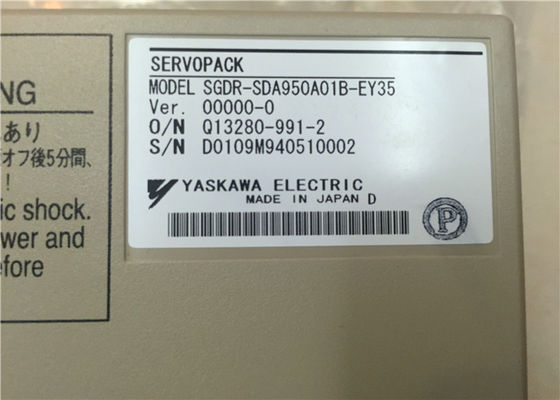 NG
あり
オフ後5分間、
!
ic shock.
wer and
efore
SERVOPACK
MODEL SGDR-SDA950A01B-EY35
Ver. 00000-0
O/N Q13280-991-2
S/N D0109M940510002
YASKAWA ELECTRIC
MADE IN JAPAN D
P